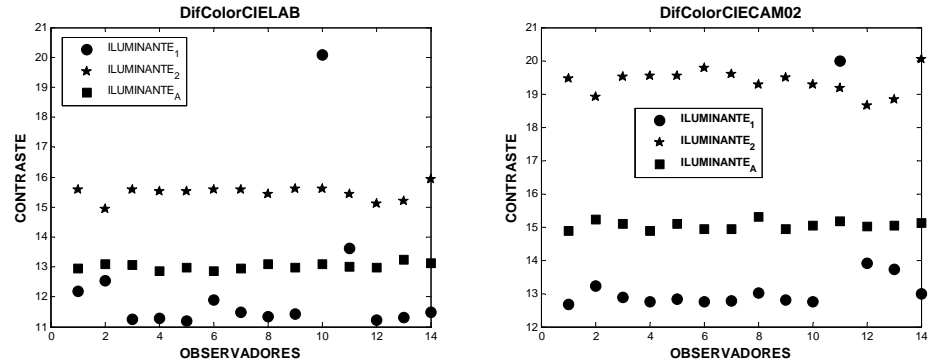 DifColorCIELAB
21
20
19
18
17
16
15
14
13
12
11
CONTRASTE
ILUMINANTE1
ILUMINANTE2
ILUMINANTEA
0 2 4 6 8 10 12 14
OBSERVADORES
DifColorCIECAM02
21
20
19
18
17
16
15
14
13
12
CONTRASTE
ILUMINANTE1
ILUMINANTE2
ILUMINANTEA
0 2 4 6 8 10 12 14
OBSERVADORES